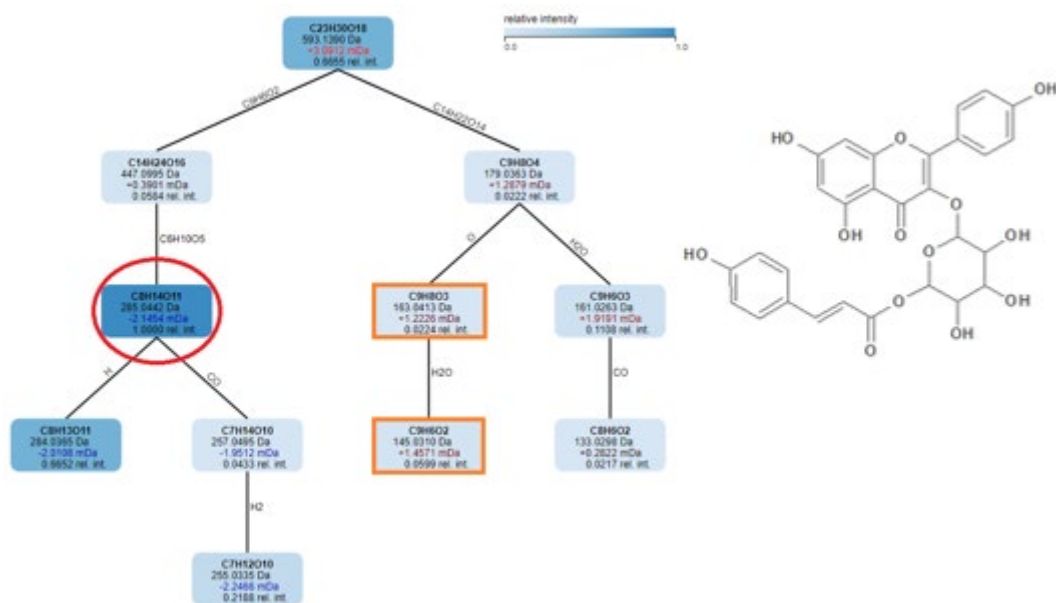 relative intensity
0.0 1.0
C23H30O18
593.1390 Da
+3.0912 mDa
0.6655 rel. int.
C9H6O2
C14H22O14
C14H24O16
447.0995 Da
+0.3901 mDa
0.0584 rel. int.
C9H8O4
179.0363 Da
+1.2879 mDa
0.0222 rel. int.
C6H10O5
O
H2O
C8H14O11
285.0442 Da
-2.1454 mDa
1.0000 rel. int.
C9H8O3
163.0413 Da
+1.2226 mDa
0.0224 rel. int.
C9H6O3
161.0263 Da
+1.9191 mDa
0.1108 rel. int.
H
CO
H2O
CO
C8H13O11
284.0365 Da
-2.0108 mDa
0.6652 rel. int.
C7H14O10
257.0495 Da
-1.9512 mDa
0.0433 rel. int.
C9H6O2
145.0310 Da
+1.4571 mDa
0.0599 rel. int.
C8H6O2
133.0298 Da
+0.2822 mDa
0.0217 rel. int.
H2
C7H12O10
255.0335 Da
-2.2466 mDa
0.2188 rel. int.
OH
HO
O
OH
O
O
HO
O
OH
O
OH
OH
O